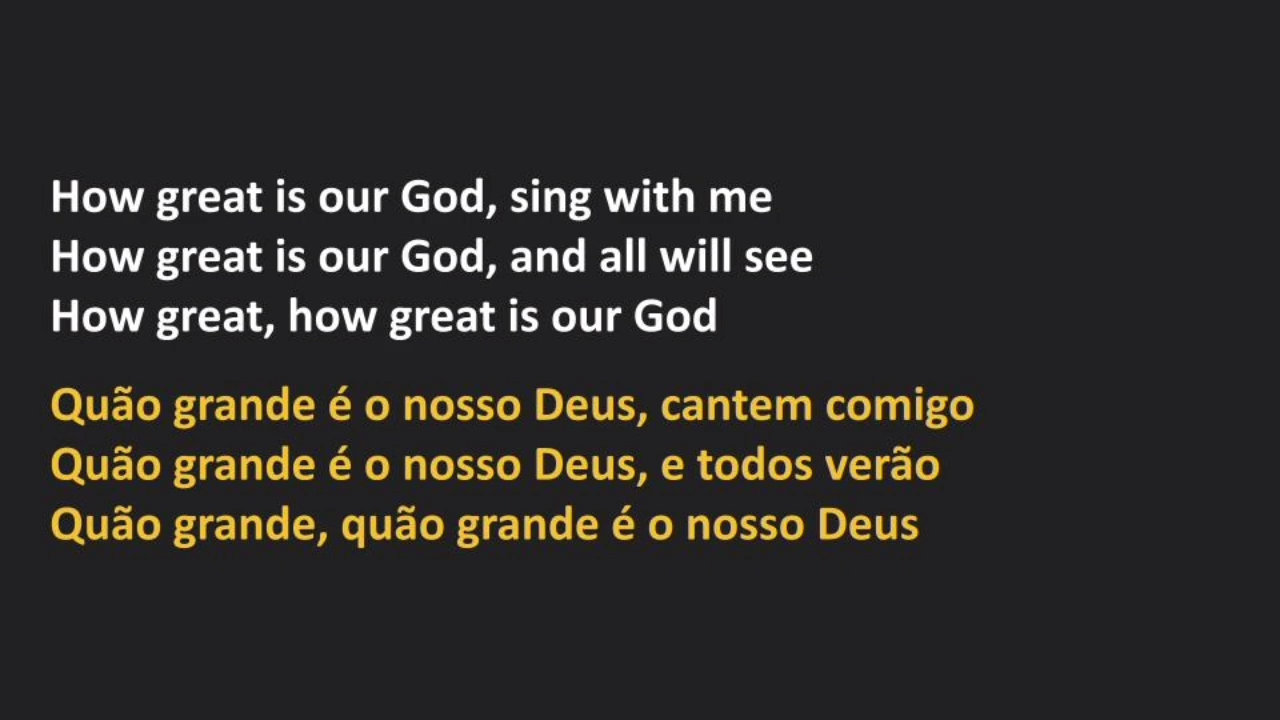 How great is our God, sing with me
How great is our God, and all will see
How great, how great is our God
Quão grande é o nosso Deus, cantem comigo
Quão grande é o nosso Deus, e todos verão
Quão grande, quão grande é o nosso Deus